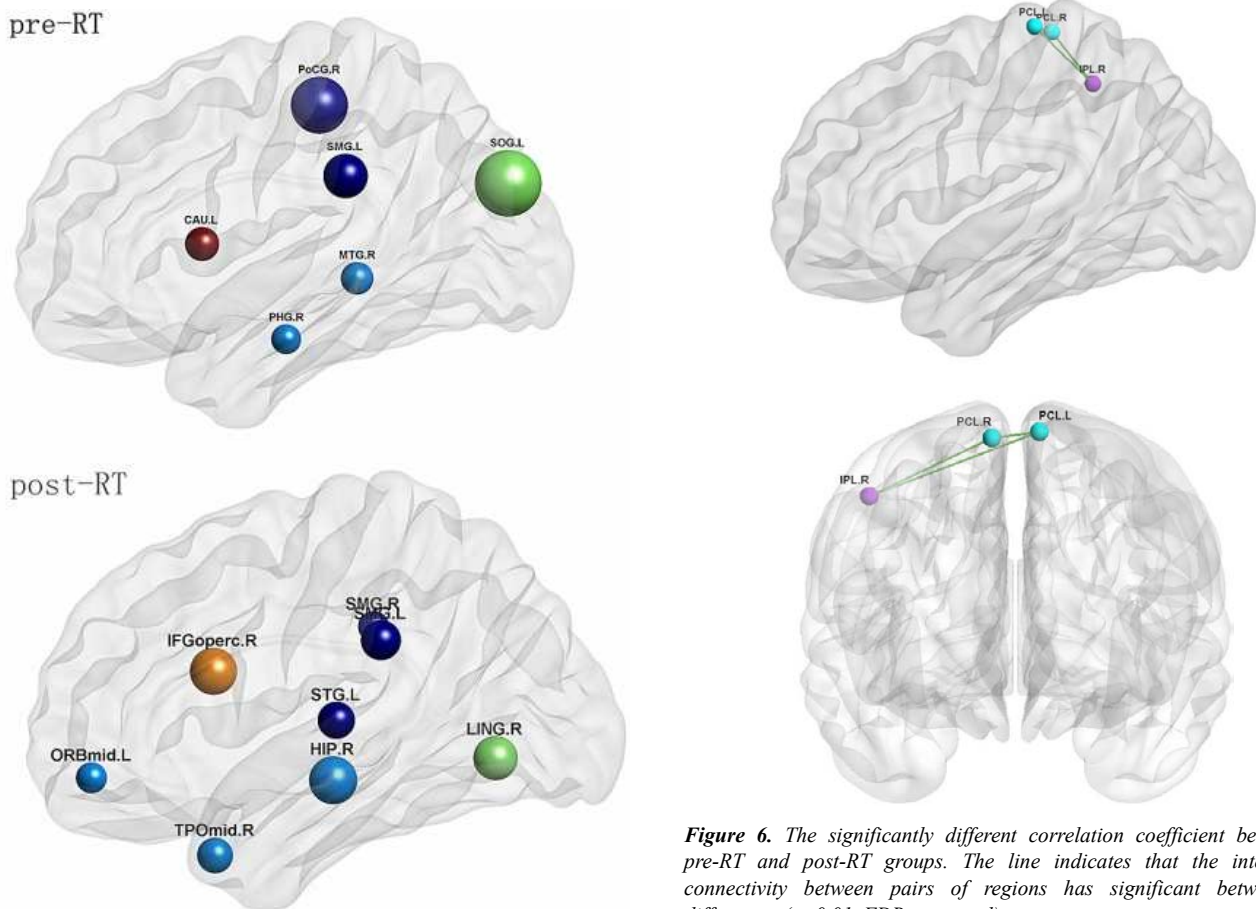 pre-RT
PoCG.R
SMG.L
SOG.L
CAU.L
MTG.R
PHG.R
post-RT
SMG.R
SMG.L
IFGoperc.R
STG.L
LING.R
HIP.R
ORBmid.L
TPOmid.R
PCL.L
PCL.R
IPL.R
PCL.R
PCL.L
IPL.R
Figure 6. The significantly different correlation coefficient be
pre-RT and post-RT groups. The line indicates that the inte
connectivity between pairs of regions has significant betw